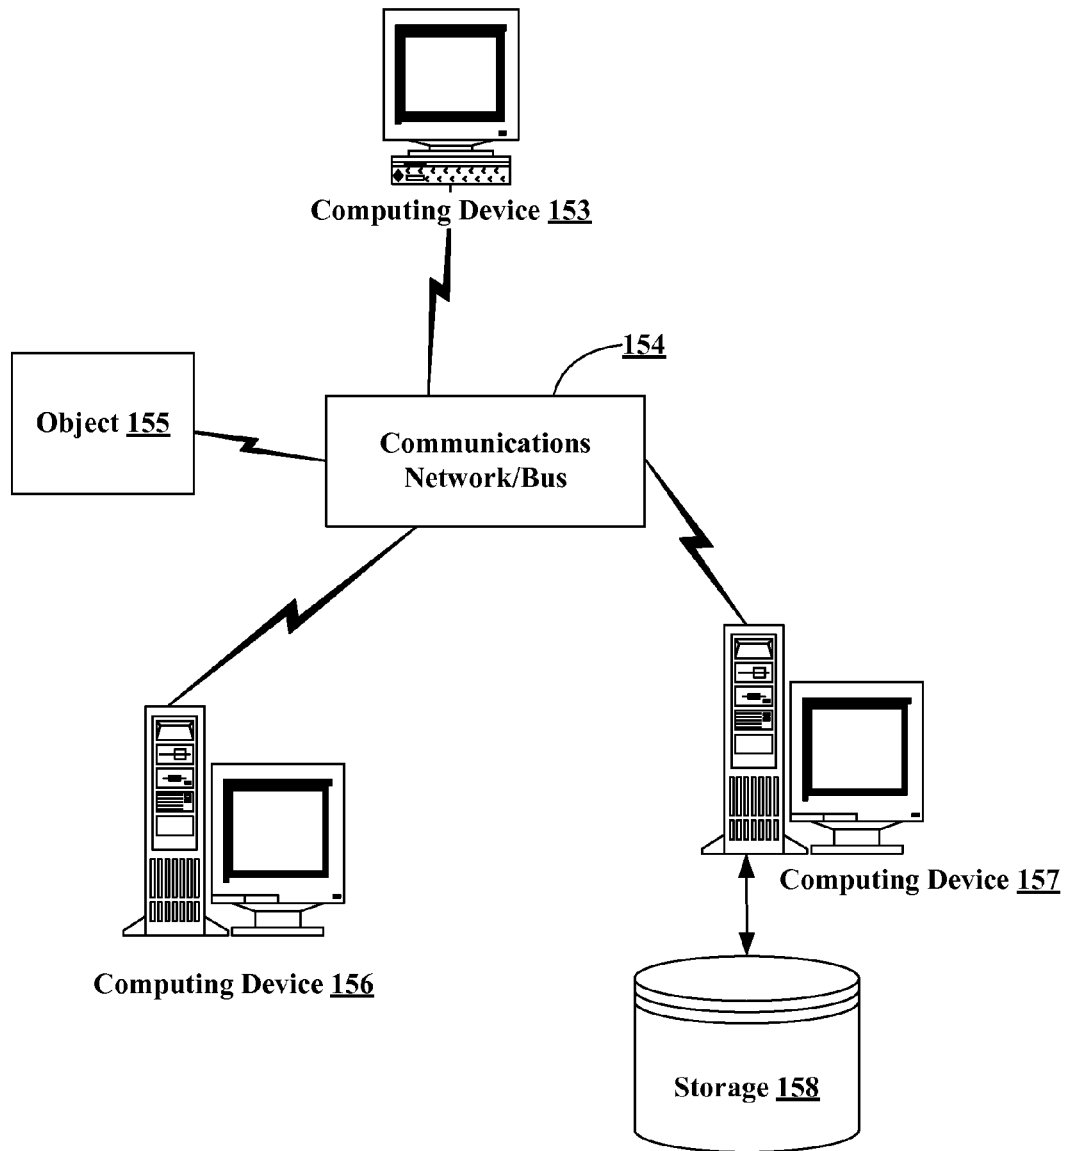 Computing Device 153
154
Object 155
Communications
Network/Bus
Computing Device 157
Computing Device 156
Storage 158